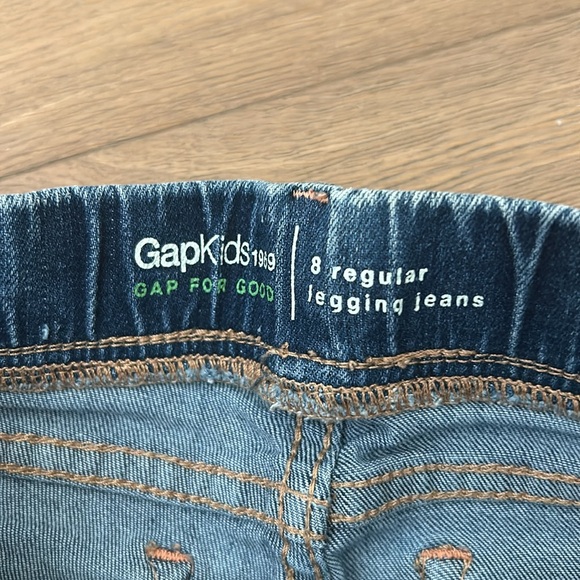 GapKids 1969
GAP FOR GOOD
8 regular
legging jeans